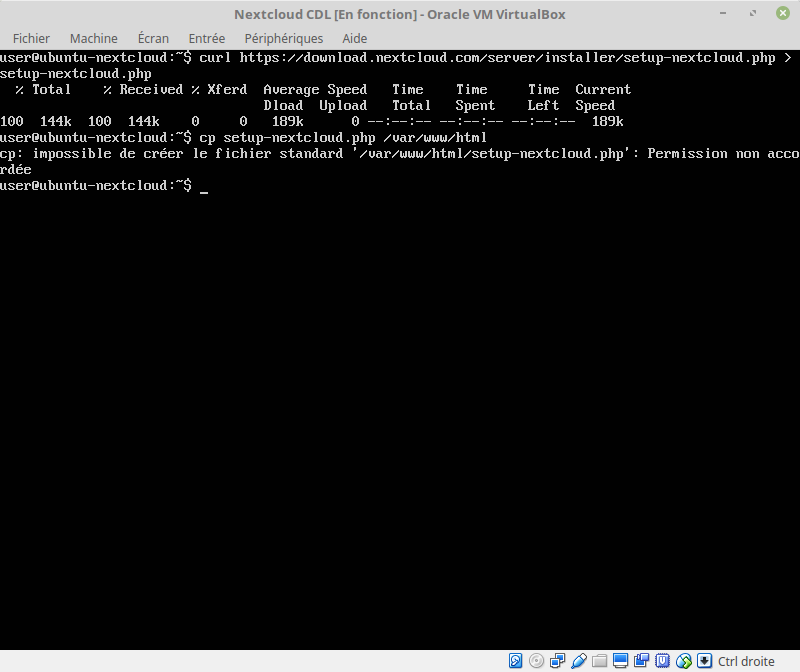 Nextcloud CDL [En fonction] - Oracle VM VirtualBox
Fichier Machine Écran Entrée Périphériques Aide
user@ubuntu-nextcloud:~$ curl https://download.nextcloud.com/server/installer/setup-nextcloud.php >
setup-nextcloud.php
% Total % Received % Xferd Average Speed Time Time Time Current
Dload Upload Total Spent Left Speed
100 144k 100 144k 0 0 189k 0 --:--:-- --:--:-- --:--:-- 189k
user@ubuntu-nextcloud:~$ cp setup-nextcloud.php /var/www/html
cp: impossible de créer le fichier standard '/var/www/html/setup-nextcloud.php': Permission non acco
rdée
user@ubuntu-nextcloud:~$ _
Ctrl droite